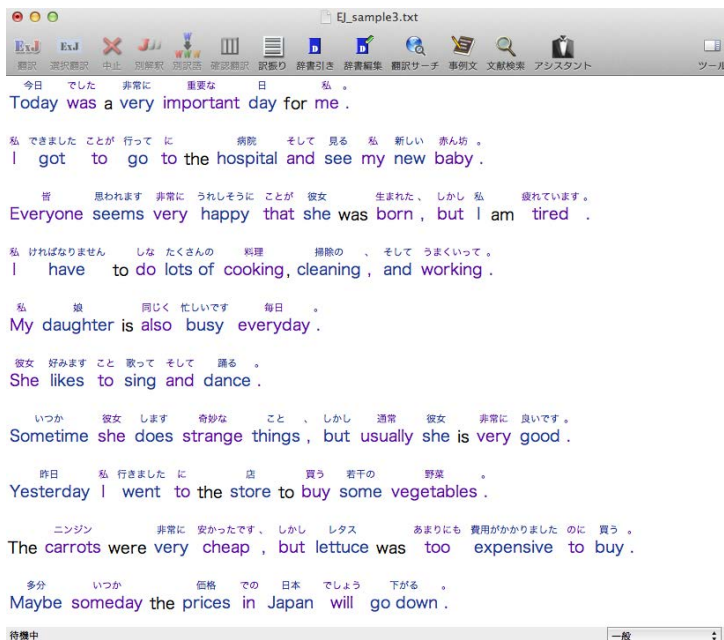 EJ_sample3.txt
翻訳 選択翻訳 中止 別解釈 別訳語 確認翻訳 訳振り 辞書引き 辞書編集 翻訳サーチ 事例文 文献検索 アシスタント ツール
今日 でした 非常に 重要な 日 私 。
Today was a very important day for me .
私 できました ことが 行って に 病院 そして 見る 私 新しい 赤ん坊 。
I got to go to the hospital and see my new baby .
皆 思われます 非常に うれしそうに ことが 彼女 生まれた 、 しかし 私 疲れています 。
Everyone seems very happy that she was born , but I am tired .
私 ければなりません しな たくさんの 料理 掃除の 、 そして うまくいって 。
I have to do lots of cooking, cleaning , and working .
私 娘 同じく 忙しいです 毎日 。
My daughter is also busy everyday .
彼女 好みます こと 歌って そして 踊る 。
She likes to sing and dance .
いつか 彼女 します 奇妙な こと 、 しかし 通常 彼女 非常に 良いです 。
Sometime she does strange things , but usually she is very good .
昨日 私 行きました に 店 買う 若干の 野菜 。
Yesterday I went to the store to buy some vegetables .
ニンジン 非常に 安かったです 、 しかし レタス あまりにも 費用がかかりました のに 買う 。
The carrots were very cheap , but lettuce was too expensive to buy .
多分 いつか 価格 での 日本 でしょう 下がる 。
Maybe someday the prices in Japan will go down .
待機中 一般